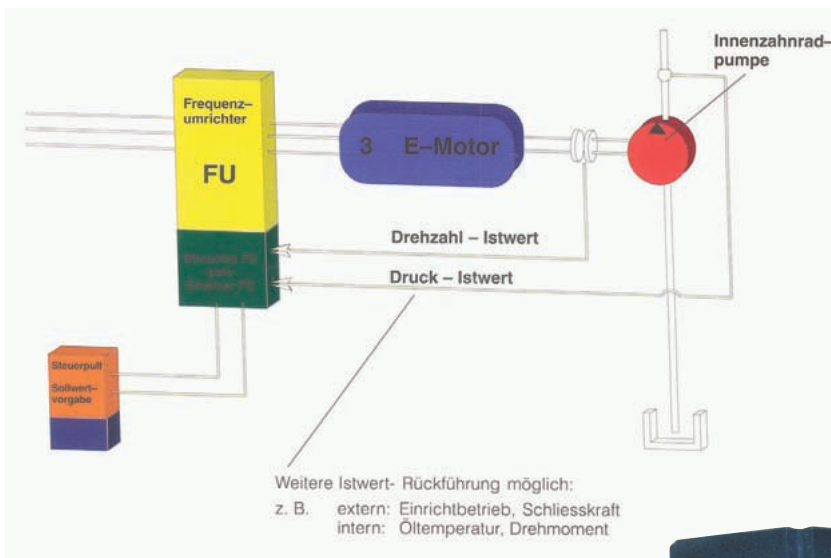 Innenzahnrad–
pumpe
Frequenz–
umrichter
FU
3 E–Motor
Drehzahl – Istwert
Druck – Istwert
Steuerpult
Sollwert–
vorgabe
Weitere Istwert- Rückführung möglich:
z. B. extern: Einrichtbetrieb, Schliesskraft
intern: Öltemperatur, Drehmoment